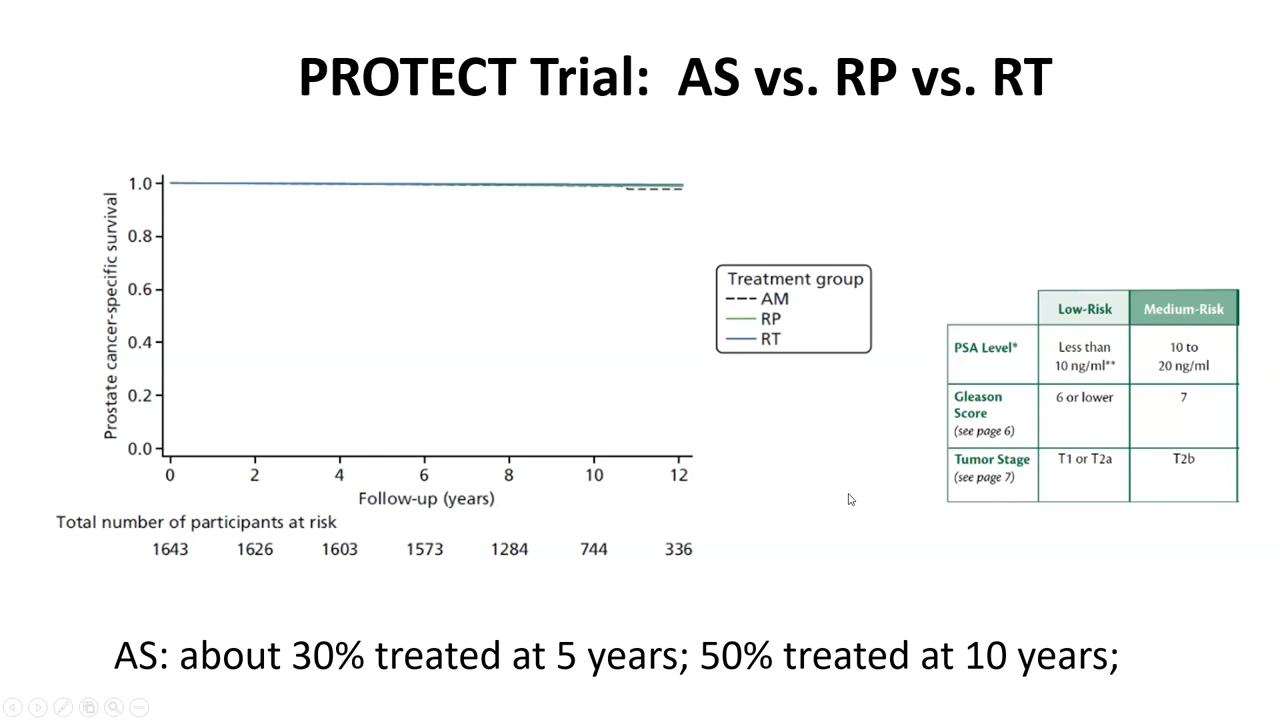 PROTECT Trial:  AS vs. RP vs. RT
Prostate cancer-specific survival
1.0
0.8
0.6
0.4
0.2
0.0
0 2 4 6 8 10 12
Follow-up (years)
Total number of participants at risk
1643 1626 1603 1573 1284 744 336
Treatment group
AM
RP
RT
Low-Risk Medium-Risk
PSA Level* Less than 10 to
10 ng/ml** 20 ng/ml
Gleason 6 or lower 7
Score
(see page 6)
Tumor Stage T1 or T2a T2b
(see page 7)
AS: about 30% treated at 5 years; 50% treated at 10 years;